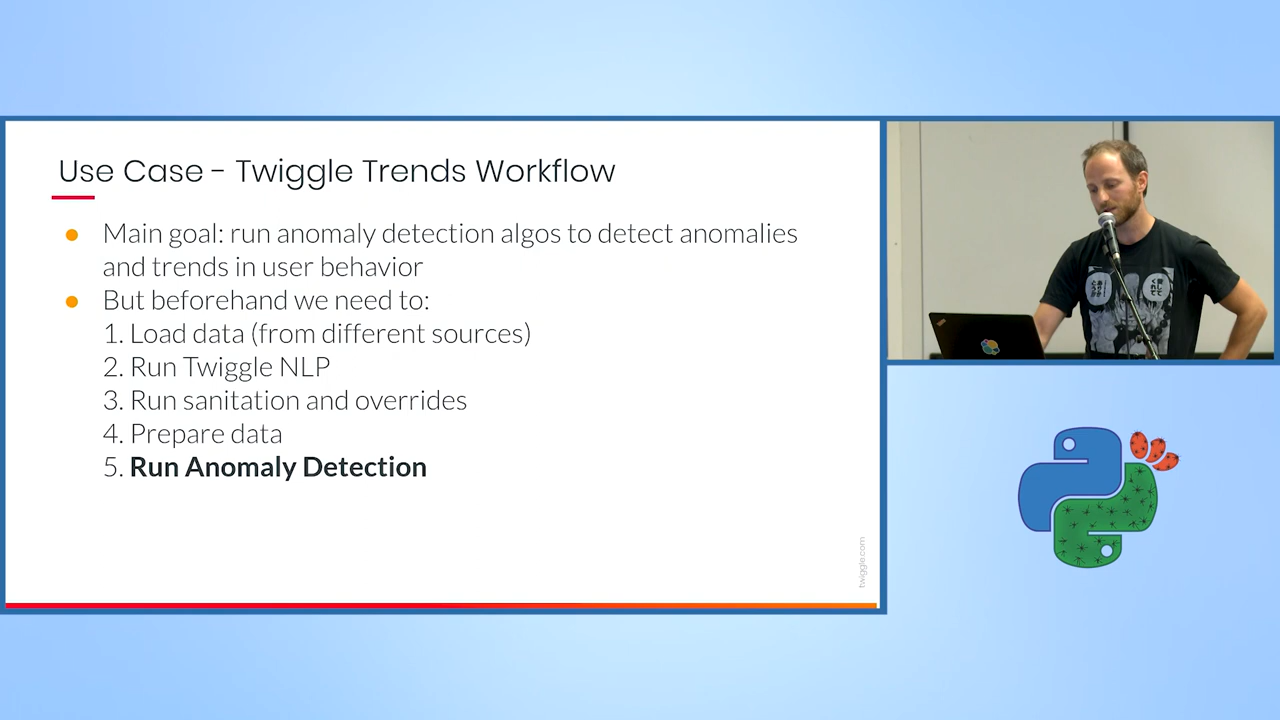 Use Case - Twiggle Trends Workflow
● Main goal: run anomaly detection algos to detect anomalies
and trends in user behavior
● But beforehand we need to:
1. Load data (from different sources)
2. Run Twiggle NLP
3. Run sanitation and overrides
4. Prepare data
5. Run Anomaly Detection
twiggle.com